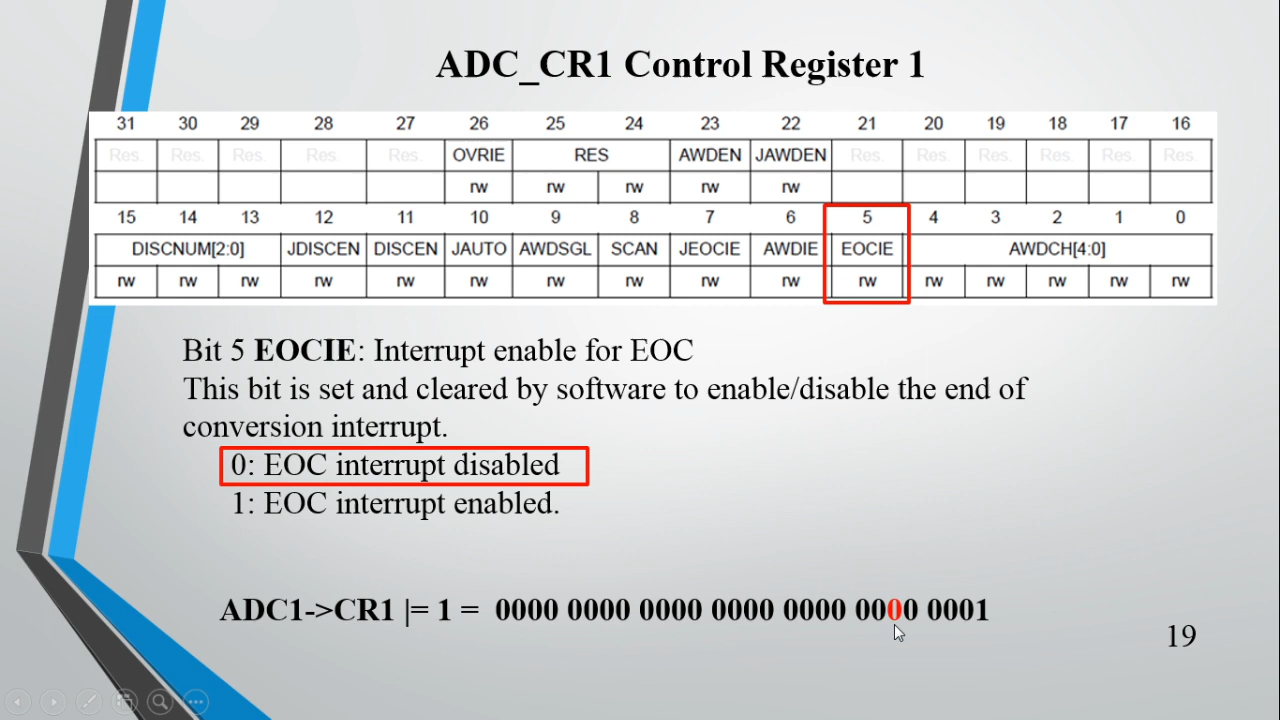 ADC_CR1 Control Register 1
31 30 29 28 27 26 25 24 23 22 21 20 19 18 17 16
Res. Res. Res. Res. Res. OVRIE RES AWDEN JAWDEN Res. Res. Res. Res. Res. Res.
rw rw rw rw rw
15 14 13 12 11 10 9 8 7 6 5 4 3 2 1 0
DISCNUM[2:0] JDISCEN DISCEN JAUTO AWDSGL SCAN JEOCIE AWDIE EOCIE AWDCH[4:0]
rw rw rw rw rw rw rw rw rw rw rw rw rw rw rw rw
Bit 5 EOCIE: Interrupt enable for EOC
This bit is set and cleared by software to enable/disable the end of
conversion interrupt.
0: EOC interrupt disabled
1: EOC interrupt enabled.
ADC1->CR1 |= 1 = 0000 0000 0000 0000 0000 0000 0001
19